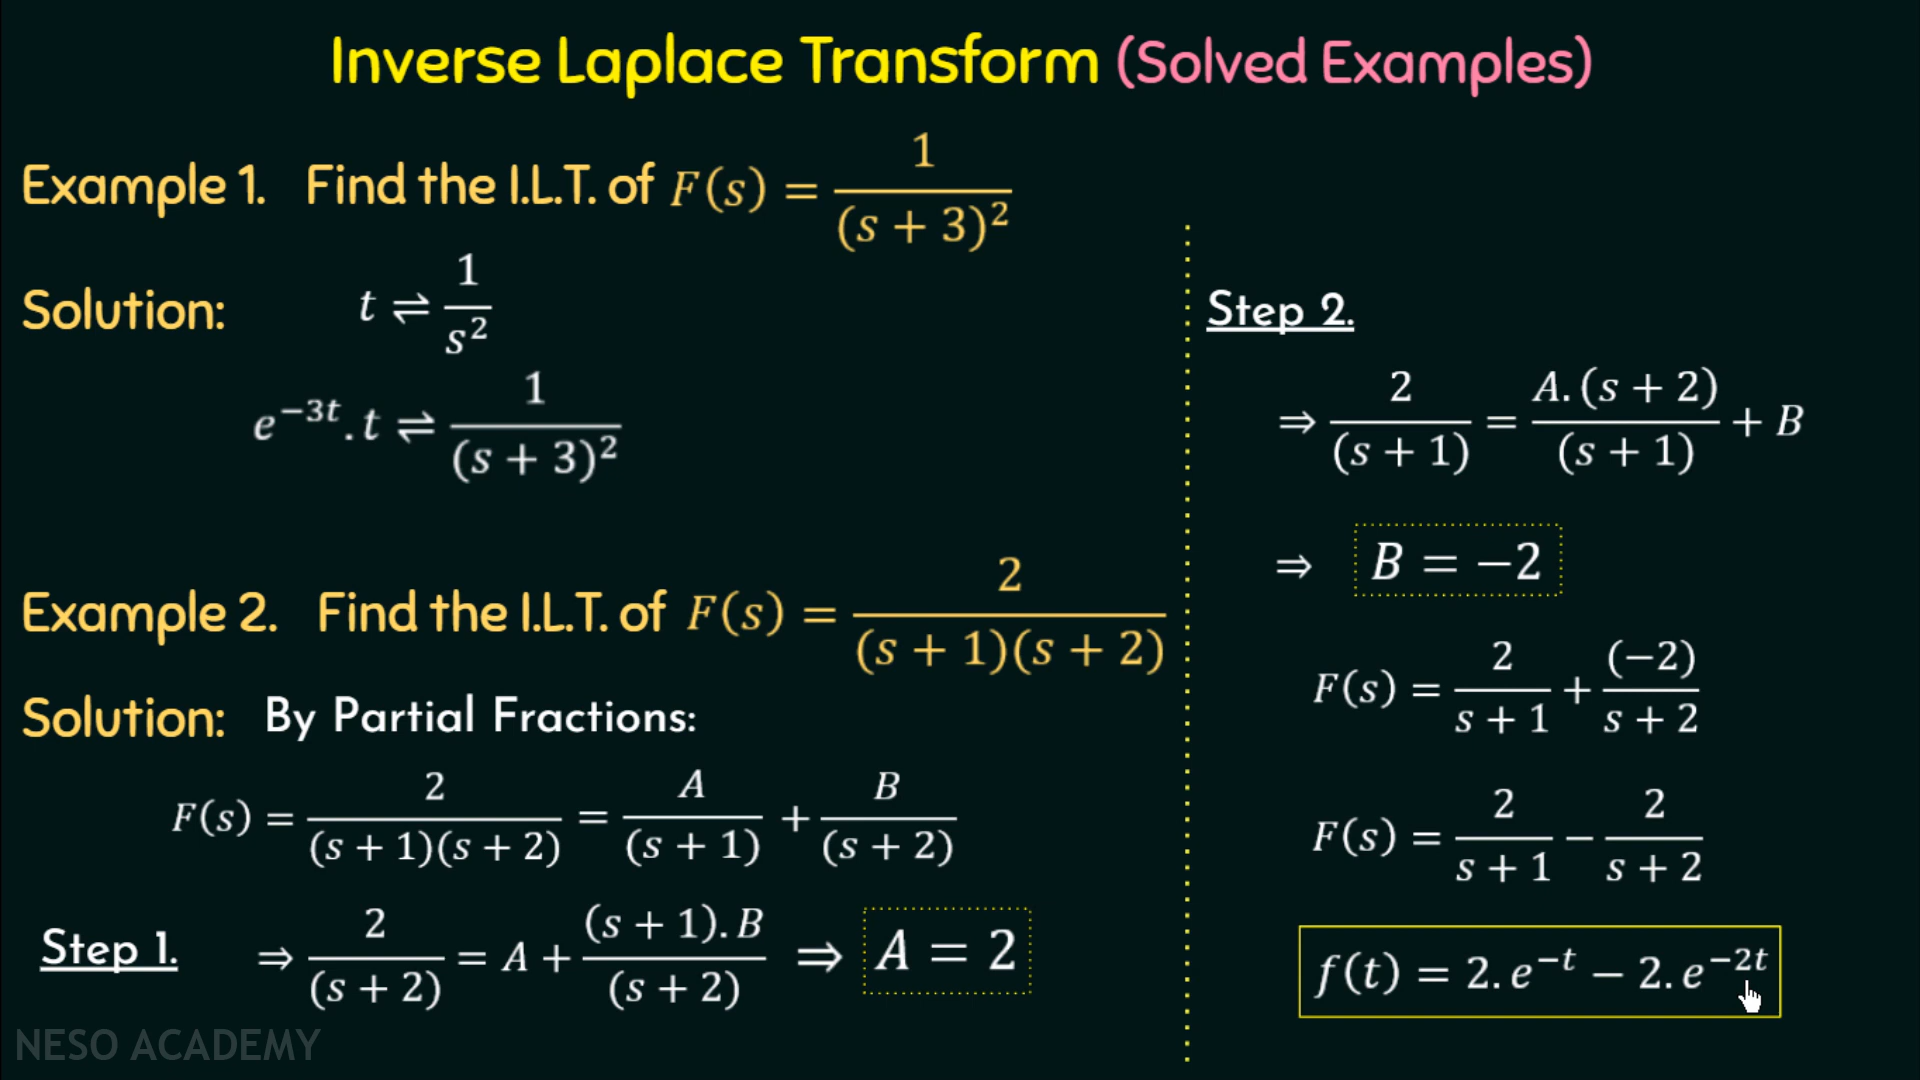 Inverse Laplace Transform (Solved Examples)
Example 1. Find the I.L.T. of F(s) = 1/(s + 3)²
Solution: t ⇌ 1/s²
e⁻³ᵗ.t ⇌ 1/(s + 3)²
Example 2. Find the I.L.T. of F(s) = 2/((s + 1)(s + 2))
Solution: By Partial Fractions:
F(s) = 2/((s + 1)(s + 2)) = A/(s + 1) + B/(s + 2)
Step 1. ⇒ 2/(s + 2) = A + (s + 1).B/(s + 2) ⇒ A = 2
Step 2.
⇒ 2/(s + 1) = A.(s + 2)/(s + 1) + B
⇒ B = −2
F(s) = 2/(s + 1) + (−2)/(s + 2)
F(s) = 2/(s + 1) − 2/(s + 2)
f(t) = 2.e⁻ᵗ − 2.e⁻²ᵗ
NESO ACADEMY